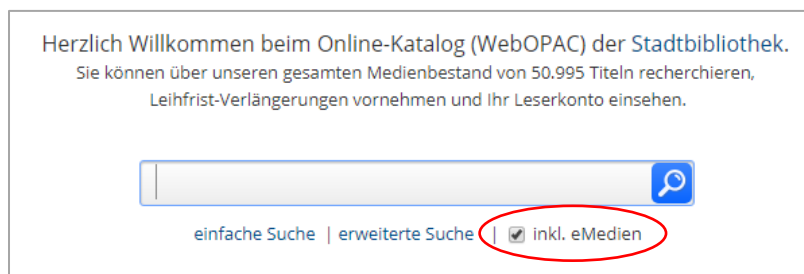 Herzlich Willkommen beim Online-Katalog (WebOPAC) der Stadtbibliothek.
Sie können über unseren gesamten Medienbestand von 50.995 Titeln recherchieren,
Leihfrist-Verlängerungen vornehmen und Ihr Leserkonto einsehen.
einfache Suche | erweiterte Suche | inkl. eMedien